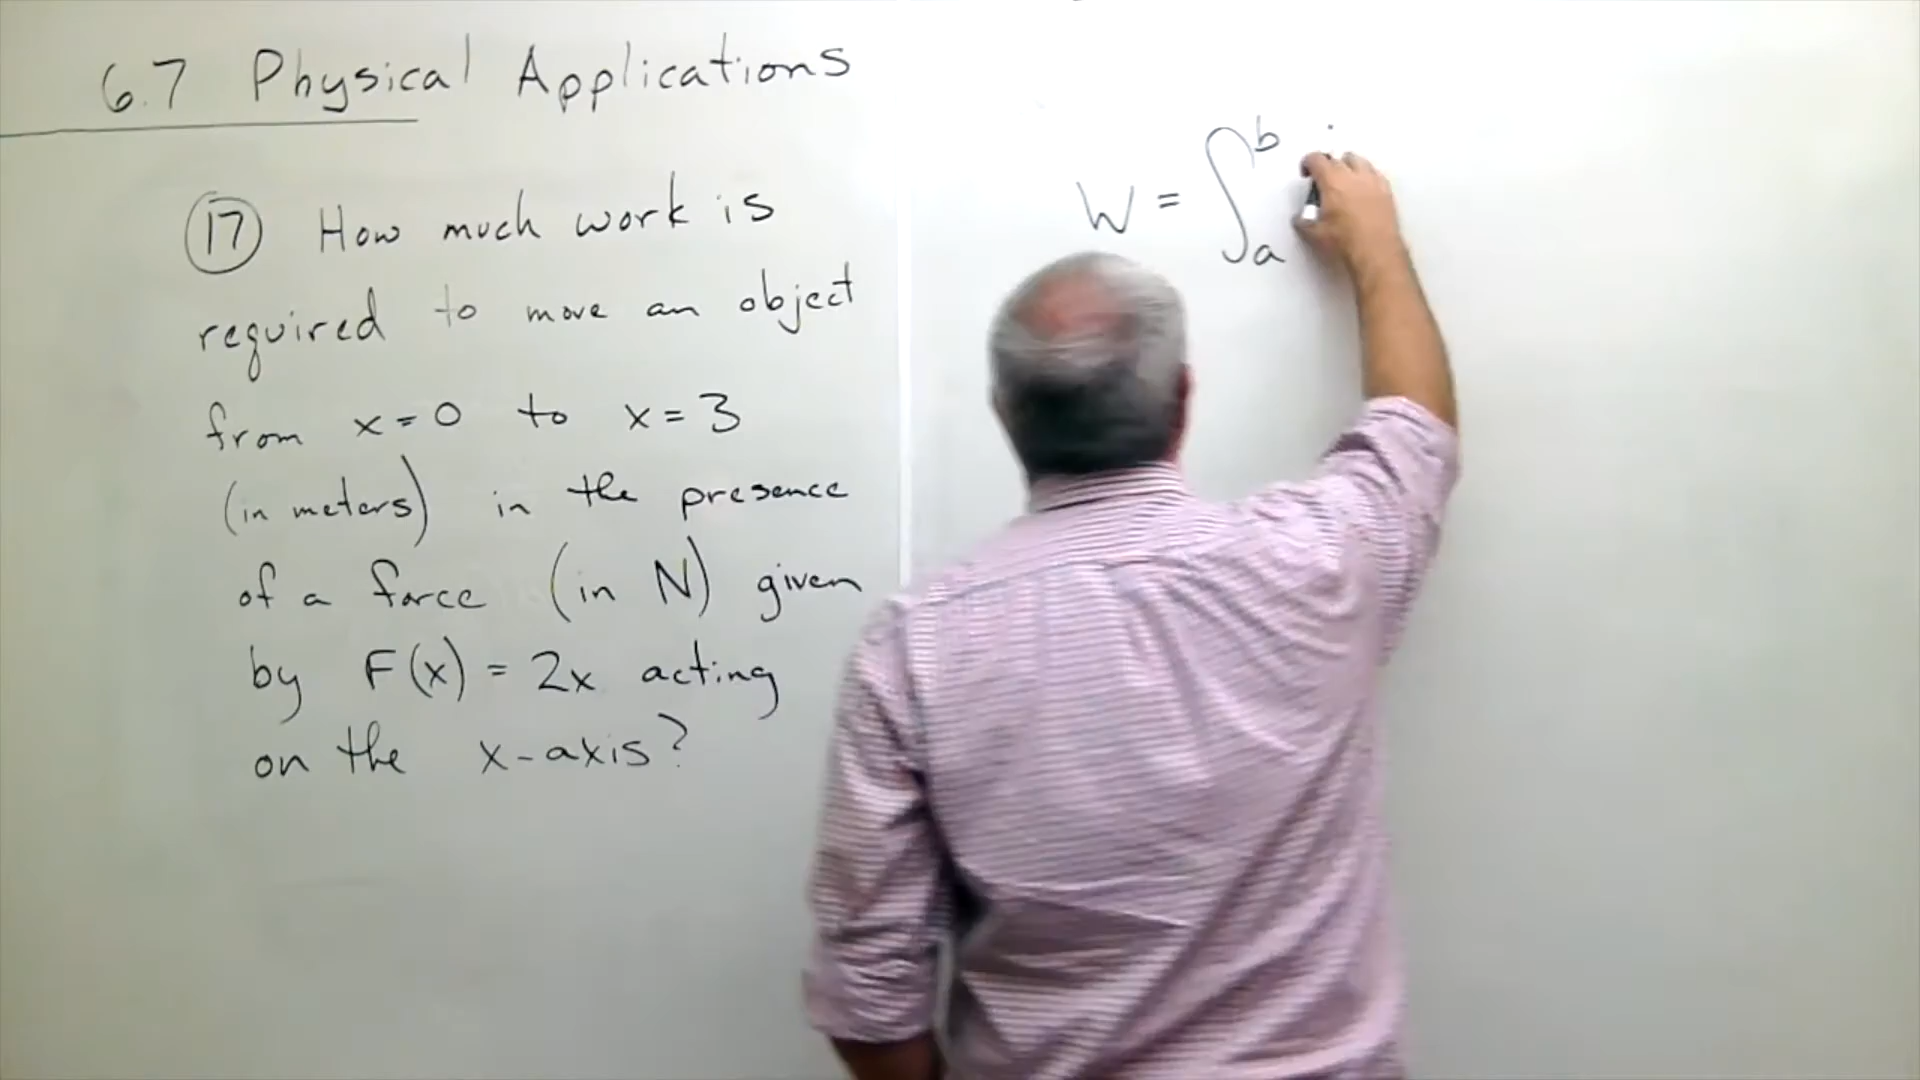 6.7 Physical Applications
17 How much work is
required to move an object
from x=0 to x=3
(in meters) in the presence
of a force (in N) given
by F(x) = 2x acting
on the x-axis?
W = ∫ₐᵇ